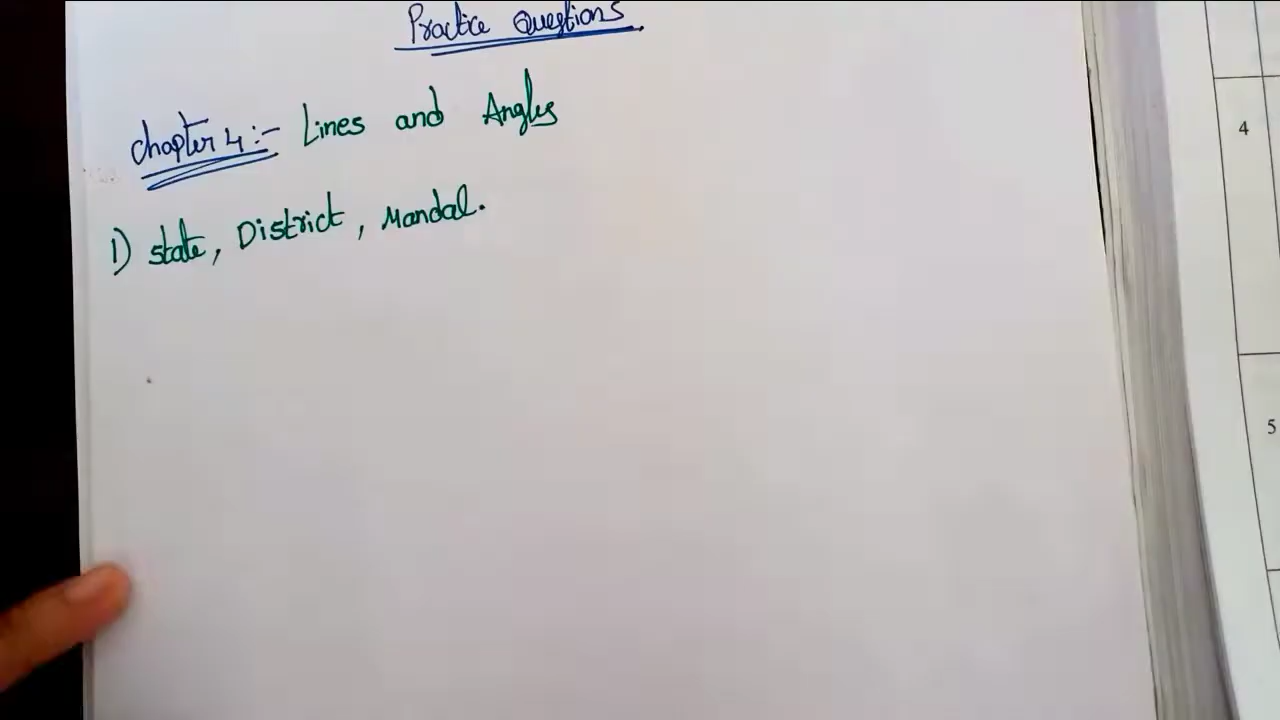 Practice Questions
Chapter 4:- Lines and Angles
1) state, District, Mandal.
4
5